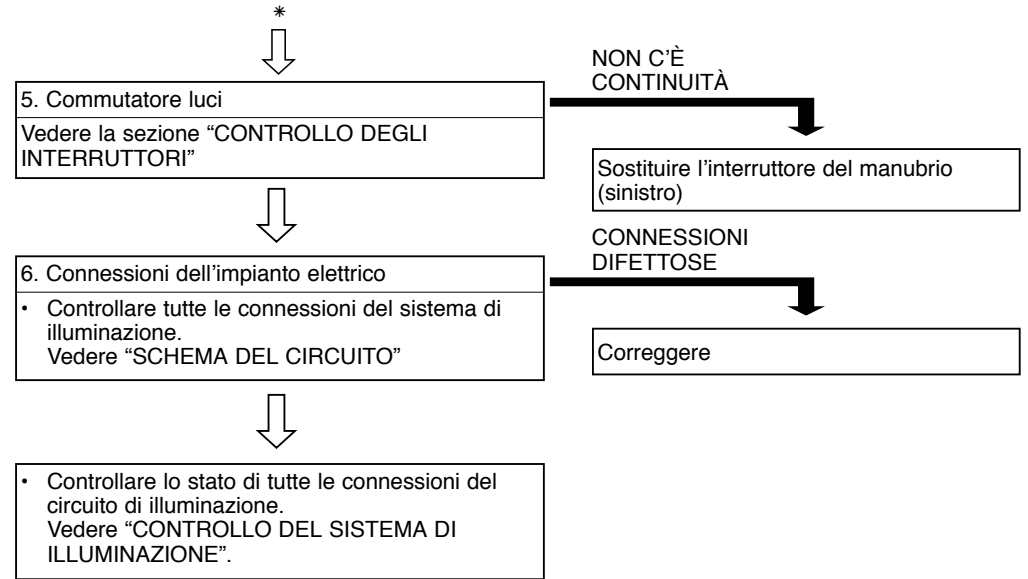 *
NON C'È
CONTINUITÀ
5. Commutatore luci
Vedere la sezione “CONTROLLO DEGLI
INTERRUTTORI”
Sostituire l'interruttore del manubrio
(sinistro)
CONNESSIONI
DIFETTOSE
6. Connessioni dell'impianto elettrico
• Controllare tutte le connessioni del sistema di
illuminazione.
Vedere “SCHEMA DEL CIRCUITO”
Correggere
• Controllare lo stato di tutte le connessioni del
circuito di illuminazione.
Vedere “CONTROLLO DEL SISTEMA DI
ILLUMINAZIONE”.